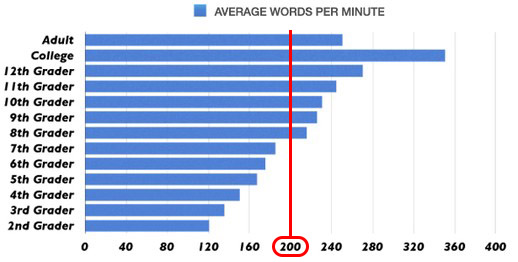 AVERAGE WORDS PER MINUTE
Adult
College
12th Grader
11th Grader
10th Grader
9th Grader
8th Grader
7th Grader
6th Grader
5th Grader
4th Grader
3rd Grader
2nd Grader
0 40 80 120 160 200 240 280 320 360 400